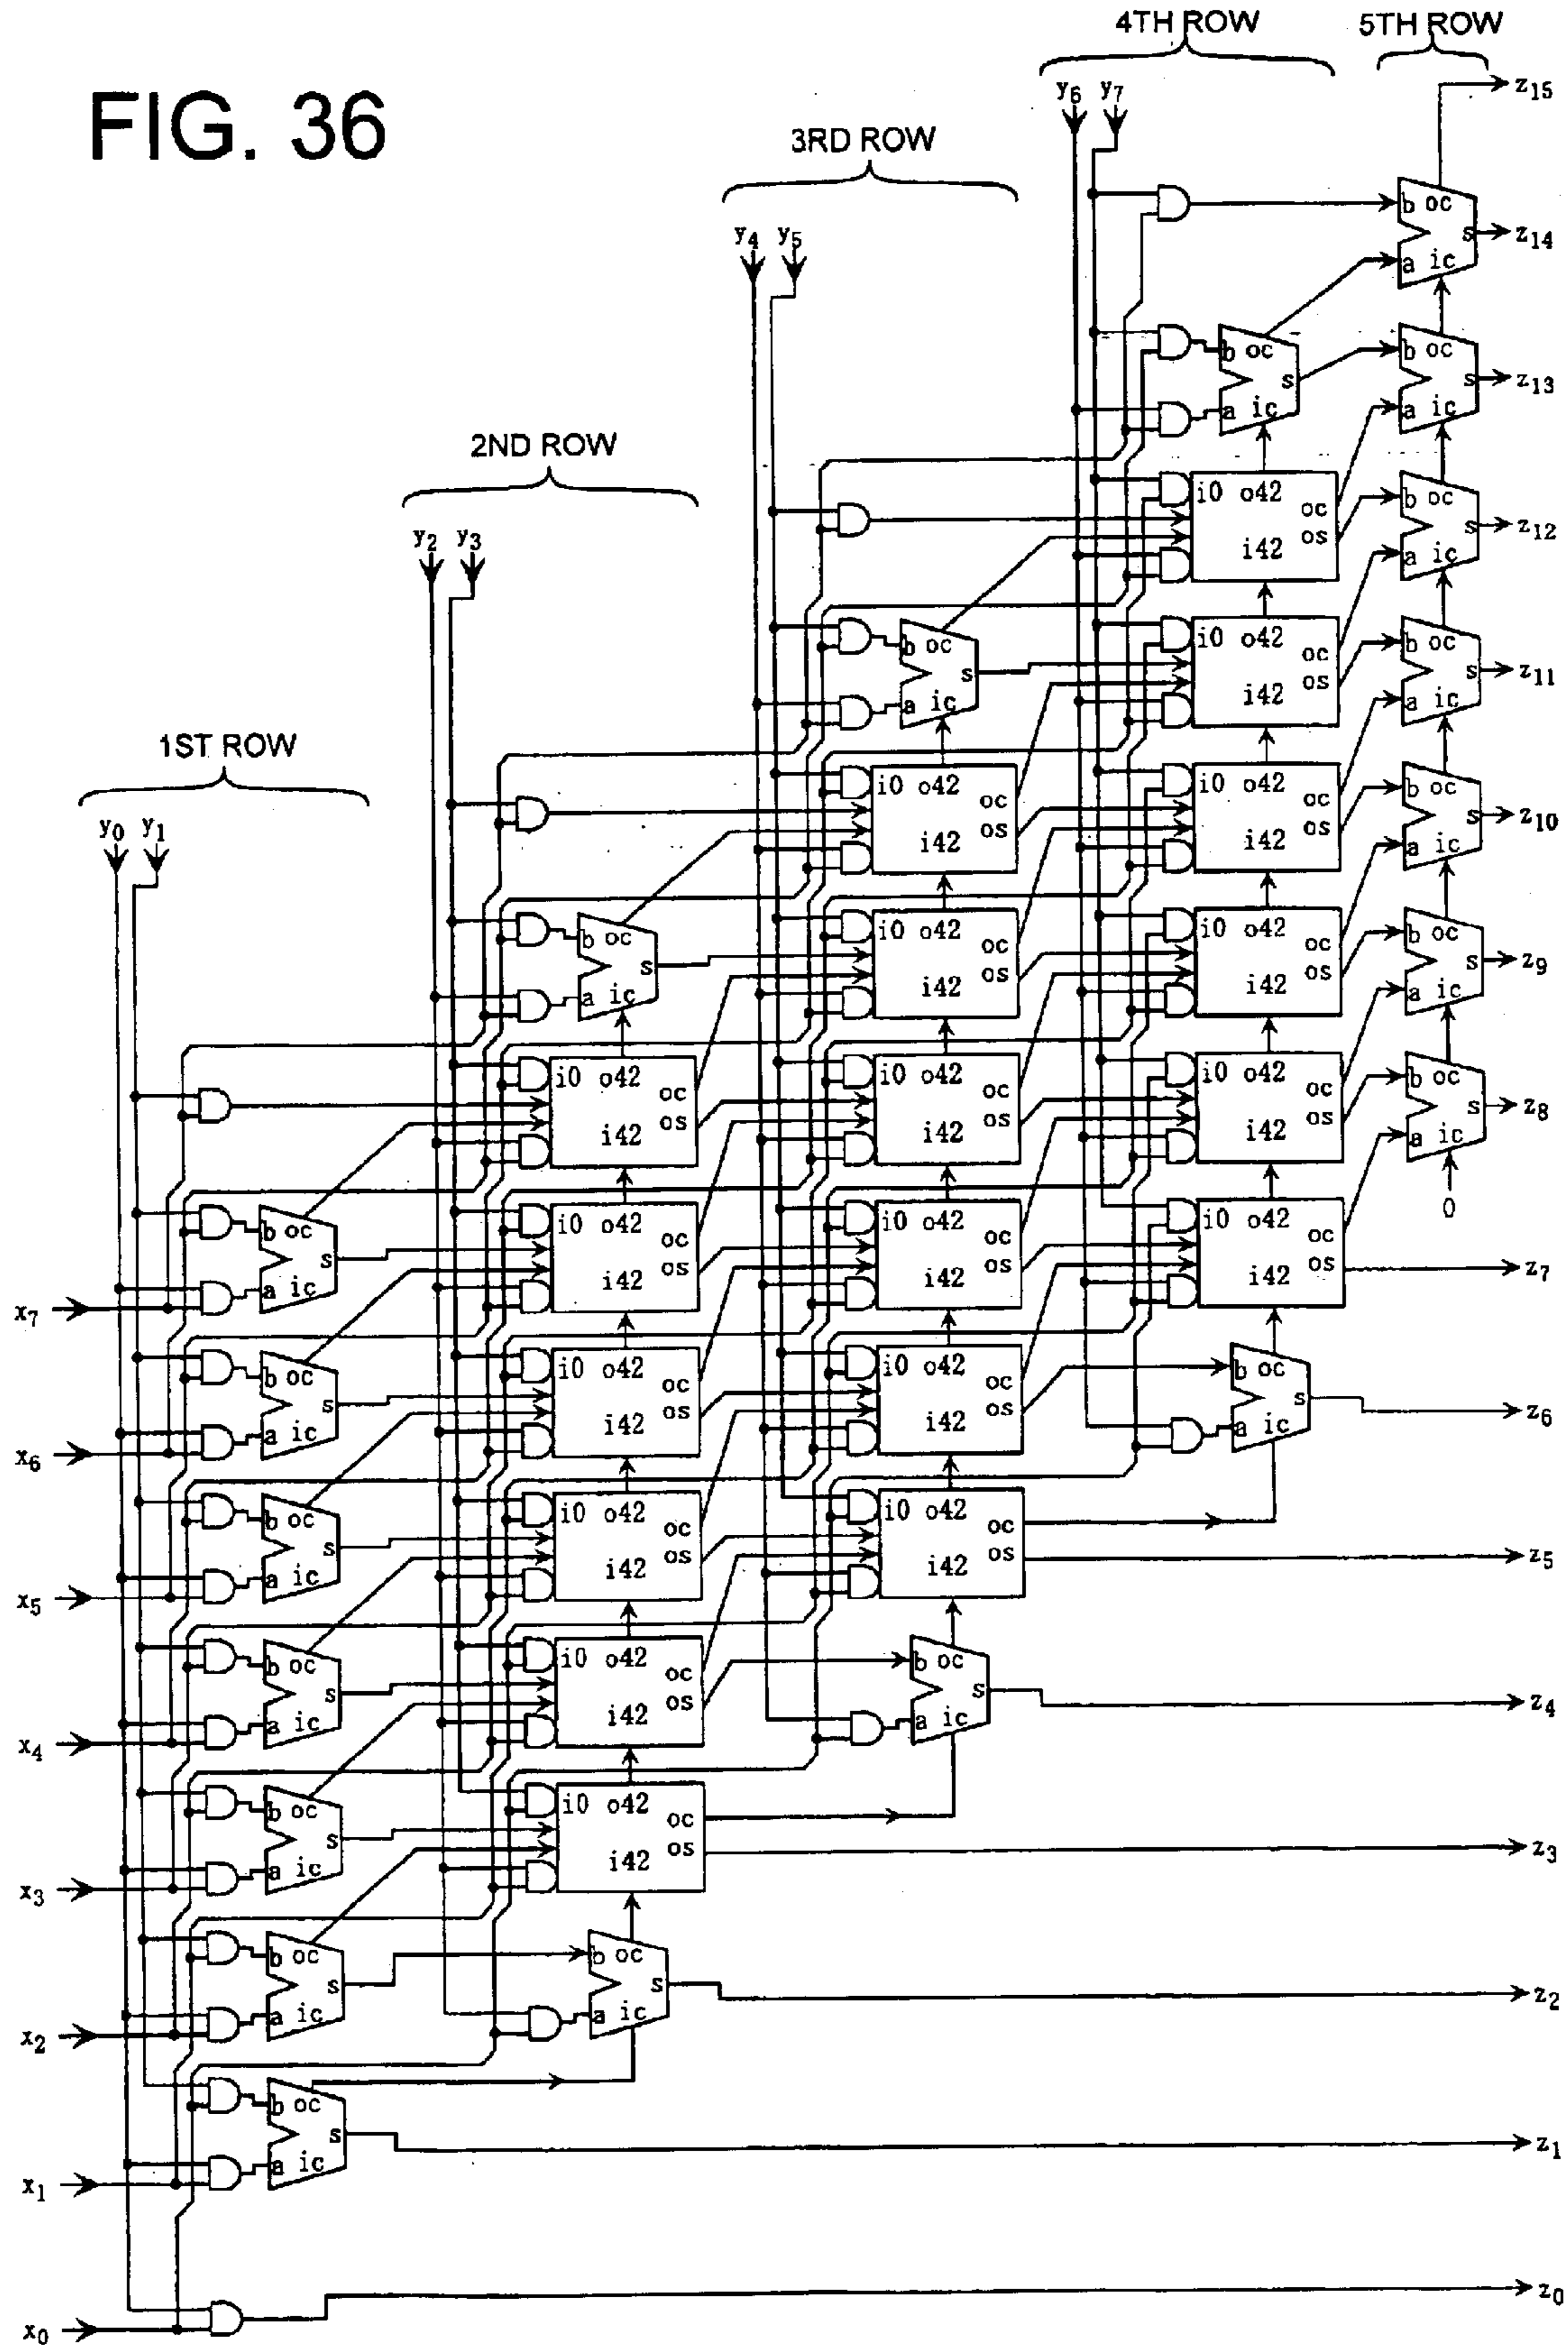 FIG. 36
1ST ROW
y0 y1
x7
b oc
s
a ic
x6
b oc
s
a ic
x5
b oc
s
a ic
x4
b oc
s
a ic
x3
b oc
s
a ic
x2
b oc
s
a ic
x1
b oc
s
a ic
x0
2ND ROW
y2 y3
b oc
s
a ic
i0 o42
oc
os
i42
i0 o42
oc
os
i42
i0 o42
oc
os
i42
i0 o42
oc
os
i42
i0 o42
oc
os
i42
i0 o42
oc
os
i42
b oc
s
a ic
3RD ROW
y4 y5
b oc
s
a ic
i0 o42
oc
os
i42
i0 o42
oc
os
i42
i0 o42
oc
os
i42
i0 o42
oc
os
i42
i0 o42
oc
os
i42
i0 o42
oc
os
i42
b oc
s
a ic
4TH ROW
y6 y7
b oc
s
a ic
i0 o42
oc
os
i42
i0 o42
oc
os
i42
i0 o42
oc
os
i42
i0 o42
oc
os
i42
i0 o42
oc
os
i42
i0 o42
oc
os
i42
b oc
s
a ic
5TH ROW
z15
b oc
s
a ic
z14
b oc
s
a ic
z13
b oc
s
a ic
z12
b oc
s
a ic
z11
b oc
s
a ic
z10
b oc
s
a ic
z9
b oc
s
a ic
z8
0
z7
z6
z5
z4
z3
z2
z1
z0